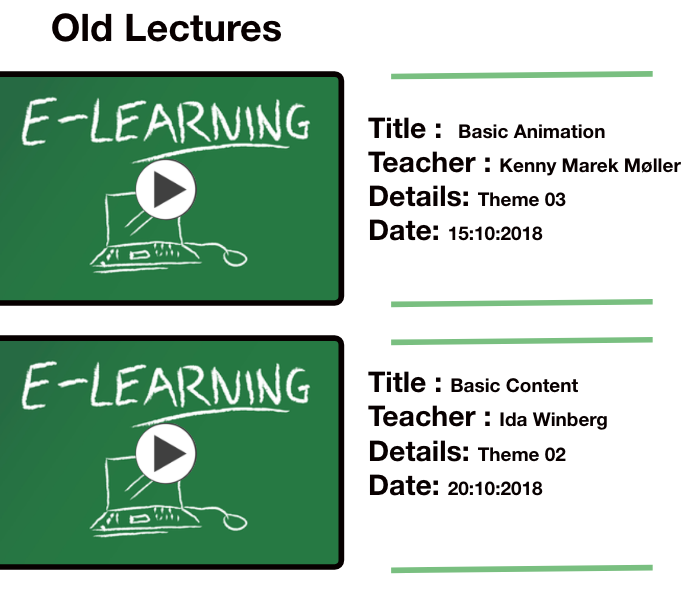 Old Lectures
E-LEARNING
Title : Basic Animation
Teacher : Kenny Marek Møller
Details: Theme 03
Date: 15:10:2018
E-LEARNING
Title : Basic Content
Teacher : Ida Winberg
Details: Theme 02
Date: 20:10:2018